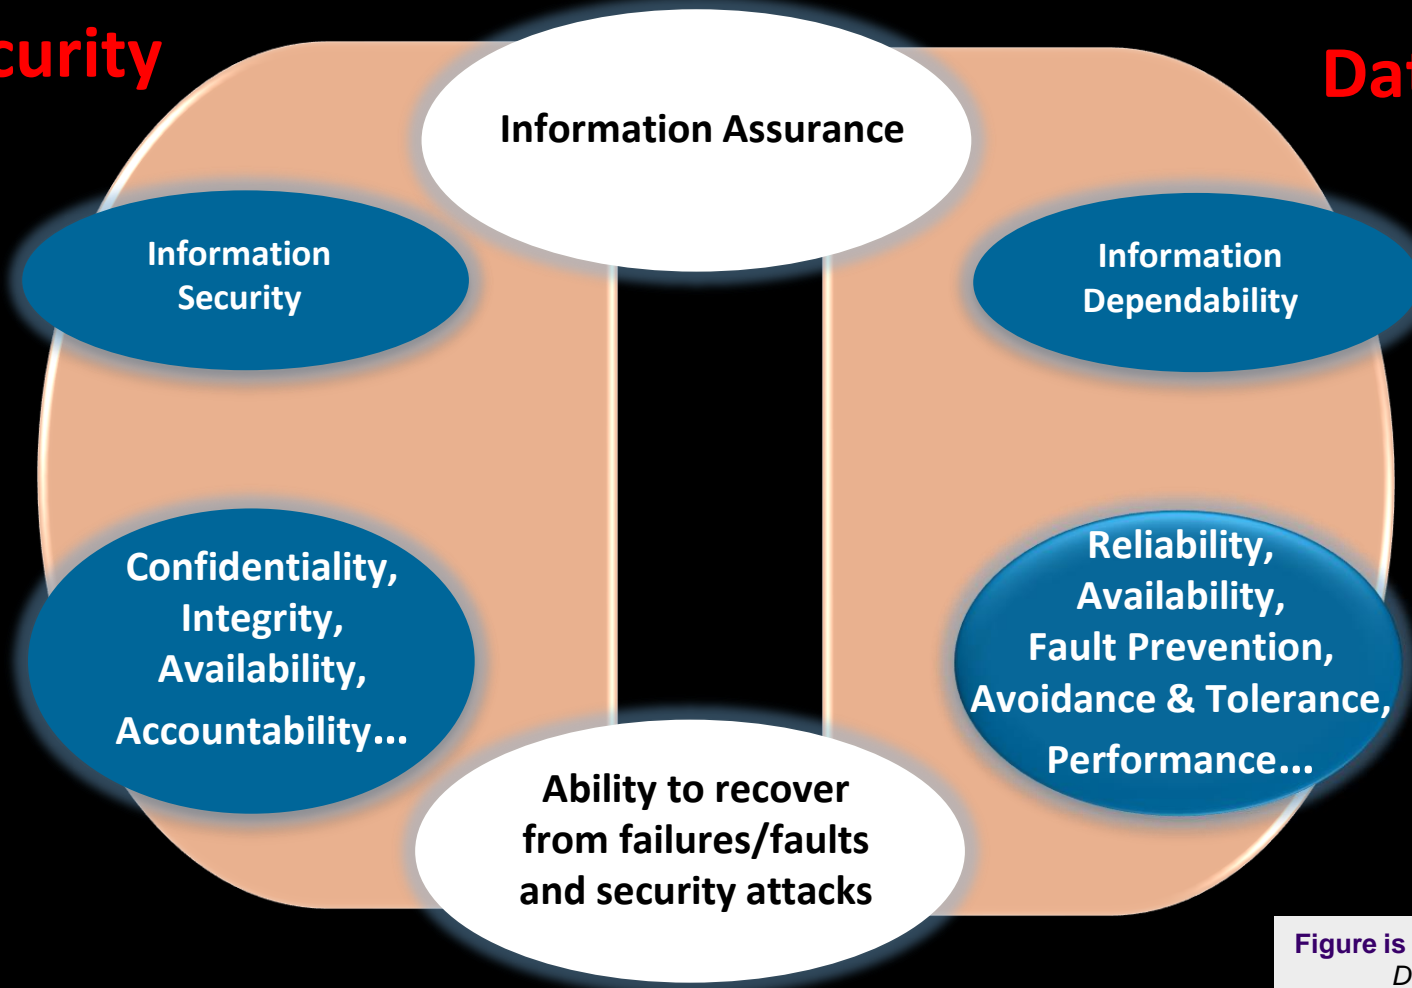 curity
Dat
Information Assurance
Information
Security
Information
Dependability
Confidentiality,
Integrity,
Availability,
Accountability...
Reliability,
Availability,
Fault Prevention,
Avoidance & Tolerance,
Performance...
Ability to recover
from failures/faults
and security attacks
Figure is
D